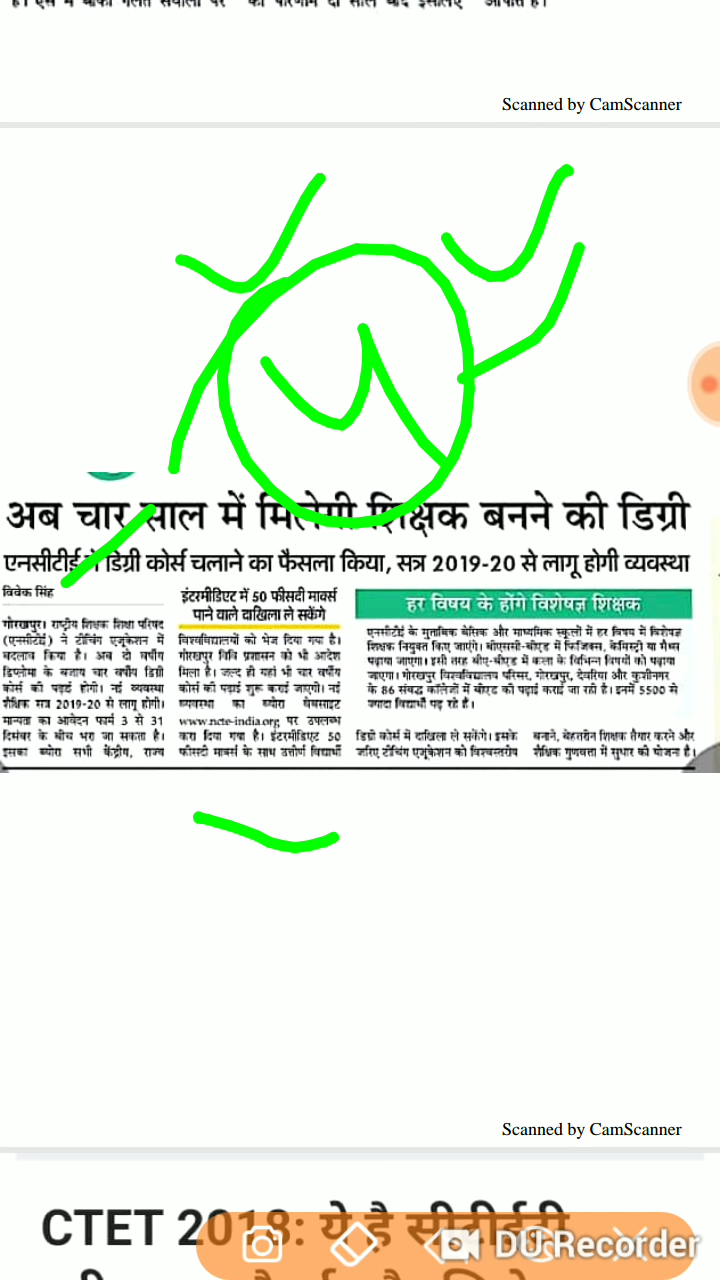 Scanned by CamScanner
अब चार साल में मिलेगी शिक्षक बनने की डिग्री
एनसीटीई ने डिग्री कोर्स चलाने का फैसला किया, सत्र 2019-20 से लागू होगी व्यवस्था
विवेक सिंह
गोरखपुर। राष्ट्रीय शिक्षक शिक्षा परिषद
(एनसीटीई) ने टीचिंग एजूकेशन में
बदलाव किया है। अब दो वर्षीय
डिप्लोमा के बजाय चार वर्षीय डिग्री
कोर्स की पढ़ाई होगी। नई व्यवस्था
शैक्षिक सत्र 2019-20 से लागू होगी।
मान्यता का आवेदन फार्म 3 से 31
दिसंबर के बीच भरा जा सकता है।
इसका ब्योरा सभी केंद्रीय, राज्य
इंटरमीडिएट में 50 फीसदी मार्क्स
पाने वाले दाखिला ले सकेंगे
विश्वविद्यालयों को भेज दिया गया है।
गोरखपुर विवि प्रशासन को भी आदेश
मिला है। जल्द ही यहां भी चार वर्षीय
कोर्स की पढ़ाई शुरू कराई जाएगी। नई
व्यवस्था का ब्योरा वेबसाइट
www.ncte-india.org पर उपलब्ध
करा दिया गया है। इंटरमीडिएट 50
फीसदी मार्क्स के साथ उत्तीर्ण विद्यार्थी
हर विषय के होंगे विशेषज्ञ शिक्षक
एनसीटीई के मुताबिक बेसिक और माध्यमिक स्कूलों में हर विषय में विशेषज्ञ
शिक्षक नियुक्त किए जाएंगे। बीएससी-बीएड में फिजिक्स, केमिस्ट्री या मैथ्स
पढ़ाया जाएगा। इसी तरह बीए-बीएड में कला के विभिन्न विषयों को पढ़ाया
जाएगा। गोरखपुर विश्वविद्यालय परिसर, गोरखपुर, देवरिया और कुशीनगर
के 86 संबद्ध कॉलेजों में बीएड की पढ़ाई कराई जा रही है। इनमें 5500 से
ज्यादा विद्यार्थी पढ़ रहे है।
डिग्री कोर्स में दाखिला ले सकेंगे। इसके
जरिए टीचिंग एजूकेशन को विश्वस्तरीय
बनाने, बेहतरीन शिक्षक तैयार करने और
शैक्षिक गुणवत्ता में सुधार की योजना है।
Scanned by CamScanner
CTET 2018: ये है सीटीईटी
DU Recorder